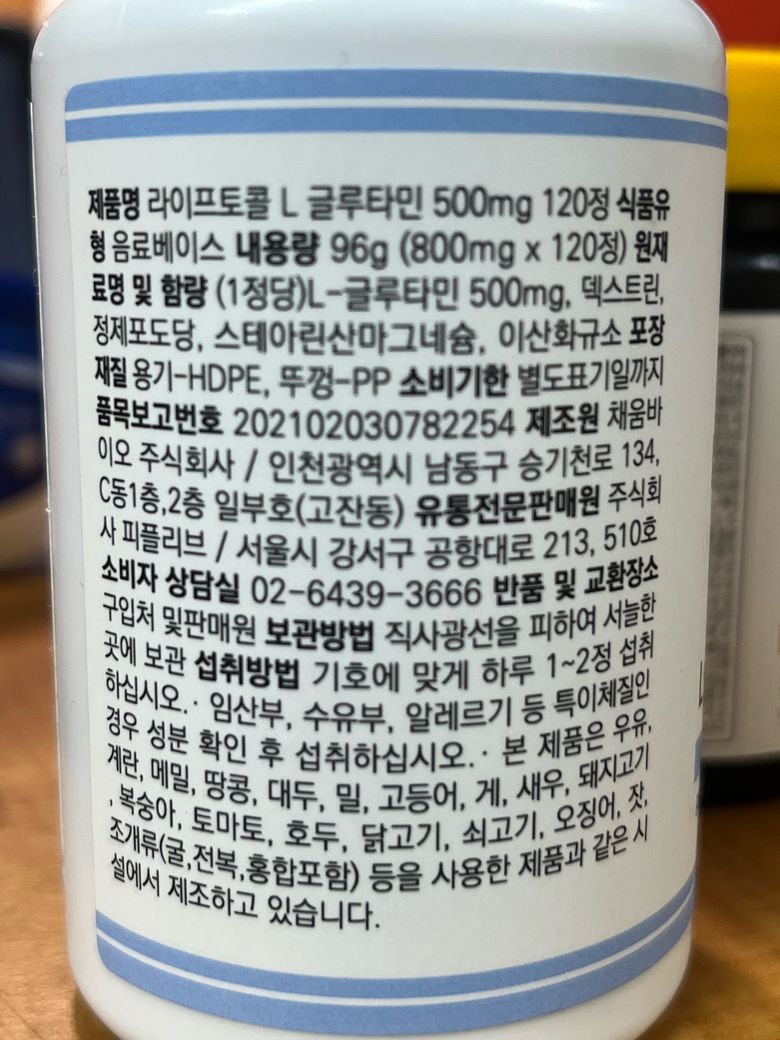 제품명 라이프토콜 L 글루타민 500mg 120정 식품유
형 음료베이스 내용량 96g (800mg x 120정) 원재
료명 및 함량 (1정당)L-글루타민 500mg, 덱스트린,
정제포도당, 스테아린산마그네슘, 이산화규소 포장
재질 용기-HDPE, 뚜껑-PP 소비기한 별도표기일까지
품목보고번호 202102030782254 제조원 채움바
이오 주식회사 / 인천광역시 남동구 승기천로 134,
C동1층,2층 일부호(고잔동) 유통전문판매원 주식회
사 피플리브 / 서울시 강서구 공항대로 213, 510호
소비자 상담실 02-6439-3666 반품 및 교환장소
구입처 및판매원 보관방법 직사광선을 피하여 서늘한
곳에 보관 섭취방법 기호에 맞게 하루 1~2정 섭취
하십시오.· 임산부, 수유부, 알레르기 등 특이체질인
경우 성분 확인 후 섭취하십시오.· 본 제품은 우유,
계란, 메밀, 땅콩, 대두, 밀, 고등어, 게, 새우, 돼지고기
, 복숭아, 토마토, 호두, 닭고기, 쇠고기, 오징어, 잣,
조개류(굴,전복,홍합포함) 등을 사용한 제품과 같은 시
설에서 제조하고 있습니다.